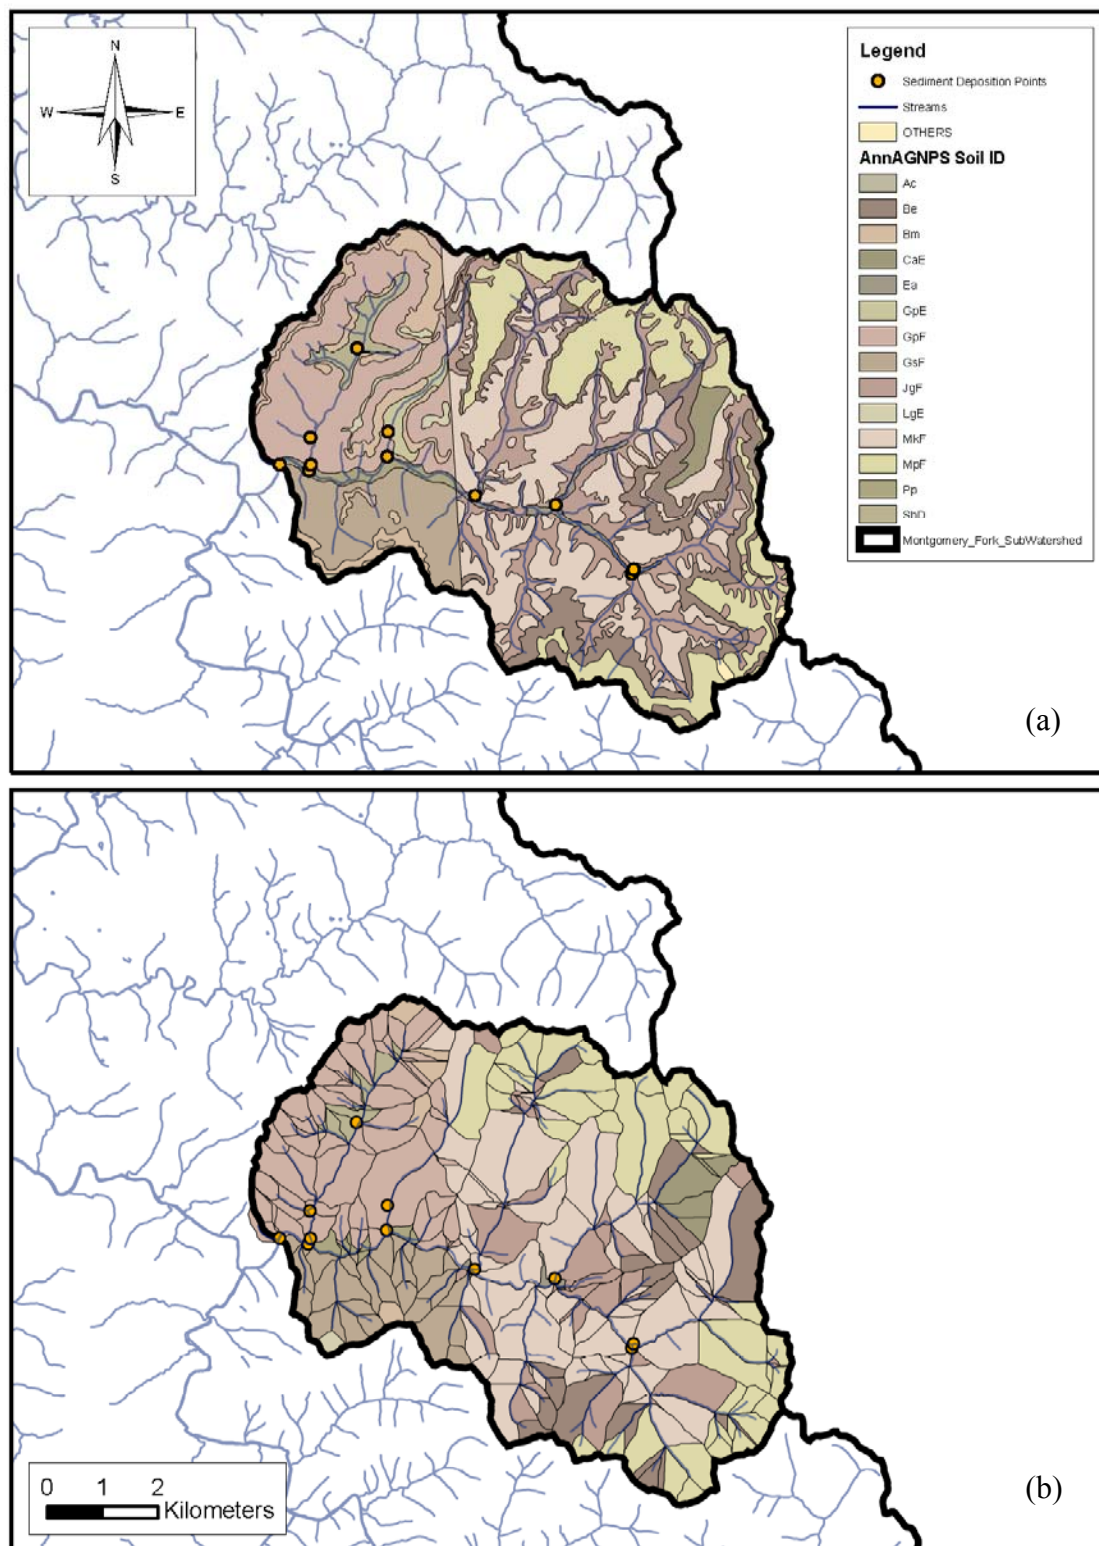 N
W E
S
Legend
Sediment Deposition Points
Streams
OTHERS
AnnAGNPS Soil ID
Ac
Be
Bm
CaE
Ea
GpE
GpF
GsF
JgF
LgE
MkF
MpF
Pp
ShD
Montgomery_Fork_SubWatershed
(a)
0 1 2
Kilometers
(b)